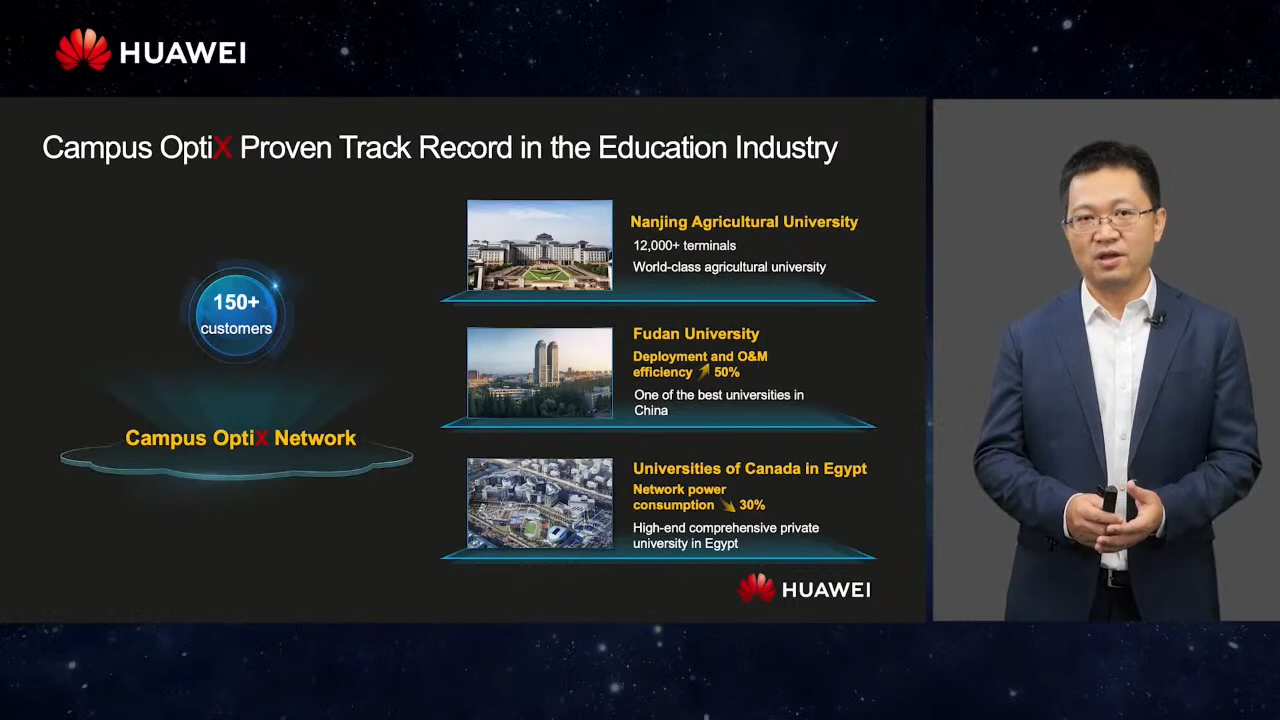 HUAWEI
Campus OptiX Proven Track Record in the Education Industry
150+
customers
Campus OptiX Network
Nanjing Agricultural University
12,000+ terminals
World-class agricultural university
Fudan University
Deployment and O&M
efficiency 50%
One of the best universities in
China
Universities of Canada in Egypt
Network power
consumption 30%
High-end comprehensive private
university in Egypt
HUAWEI